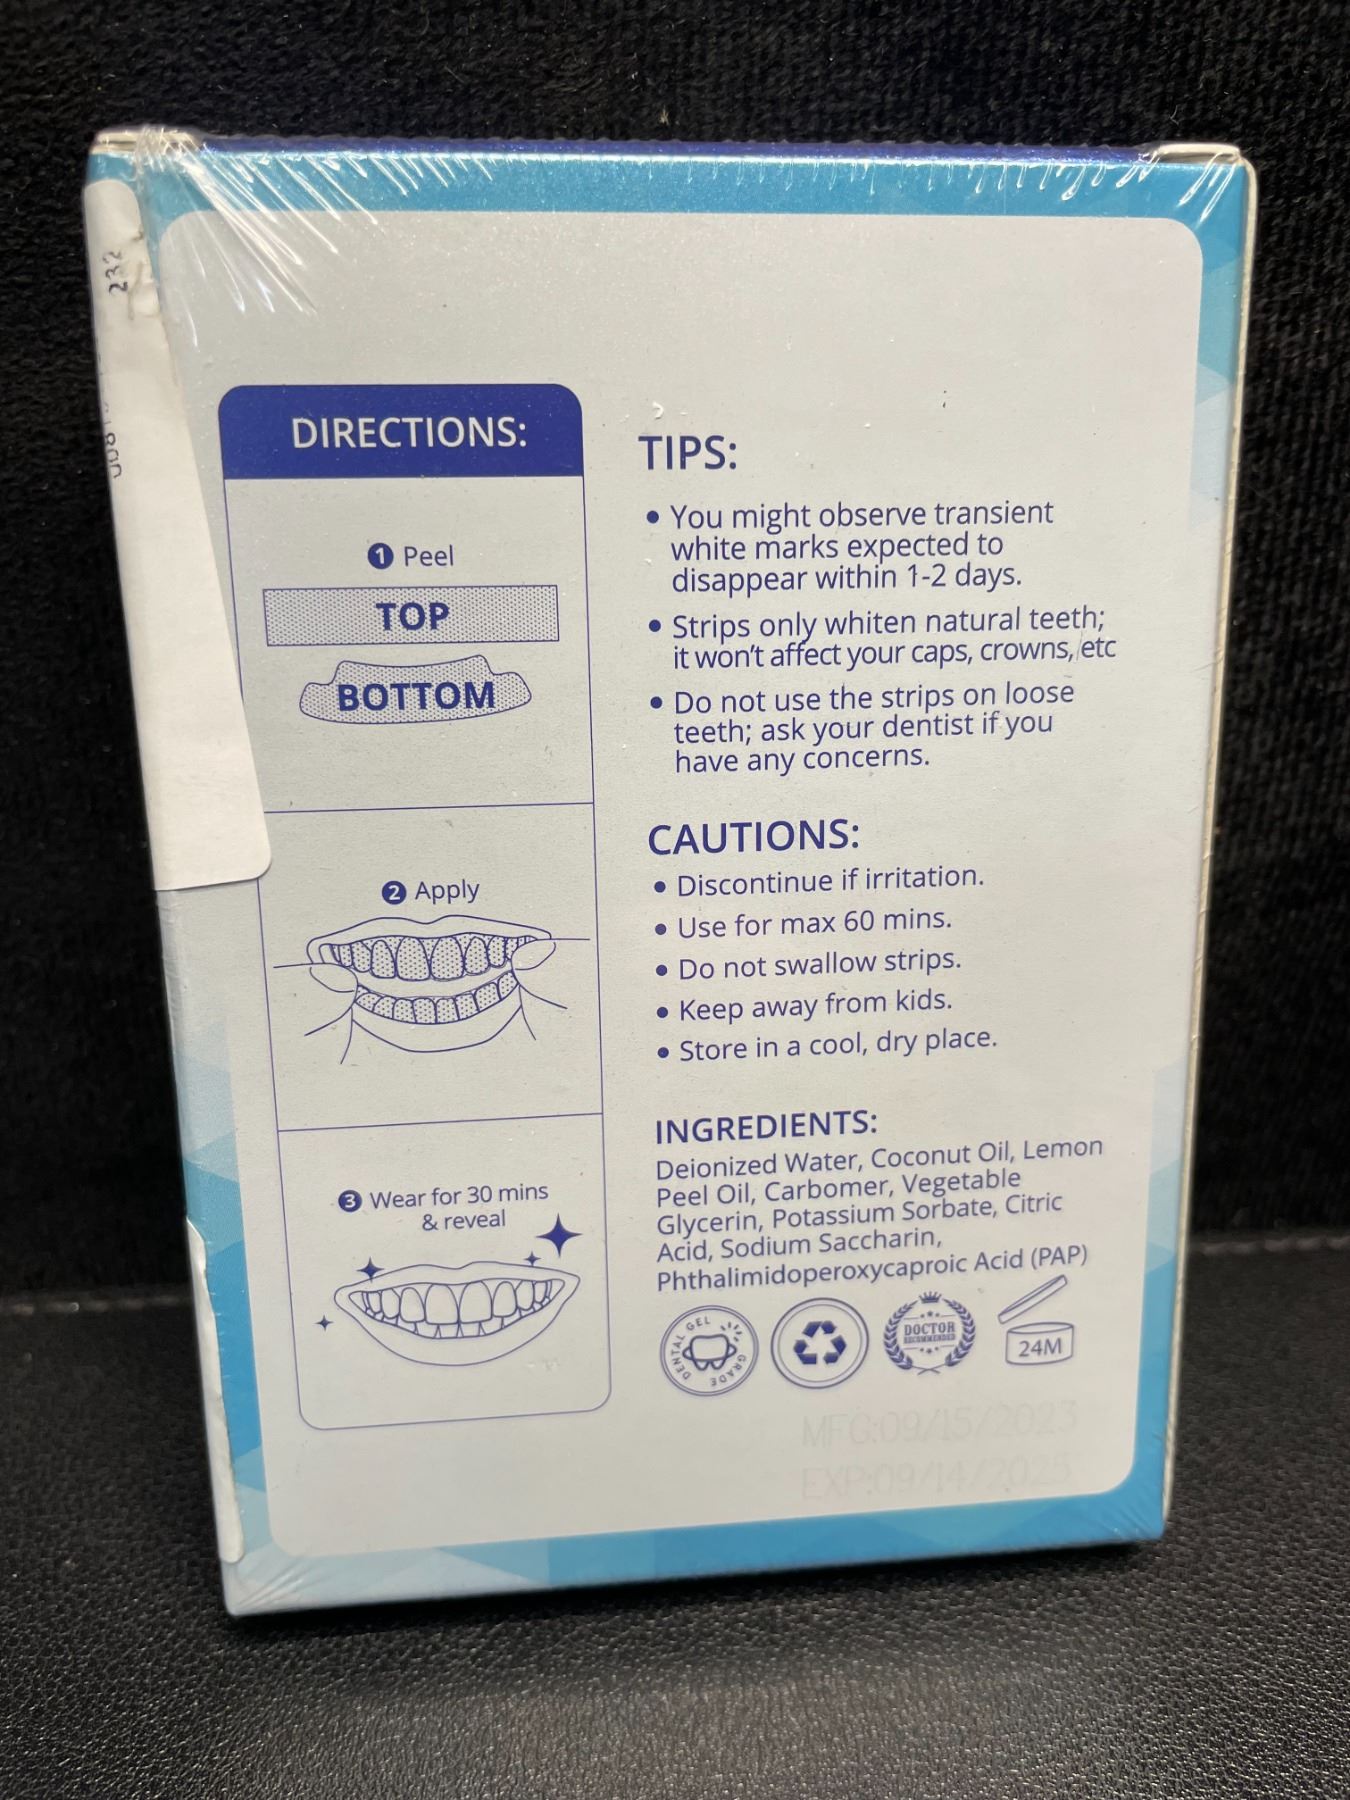 232
DIRECTIONS:
1 Peel
TOP
BOTTOM
2 Apply
3 Wear for 30 mins
& reveal
TIPS:
• You might observe transient
white marks expected to
disappear within 1-2 days.
• Strips only whiten natural teeth;
it won't affect your caps, crowns, etc
• Do not use the strips on loose
teeth; ask your dentist if you
have any concerns.
CAUTIONS:
• Discontinue if irritation.
• Use for max 60 mins.
• Do not swallow strips.
• Keep away from kids.
• Store in a cool, dry place.
INGREDIENTS:
Deionized Water, Coconut Oil, Lemon
Peel Oil, Carbomer, Vegetable
Glycerin, Potassium Sorbate, Citric
Acid, Sodium Saccharin,
Phthalimidoperoxycaproic Acid (PAP)
DENTAL GEL GRADE
DOCTOR
RECOMMENDED
24M
MFG:09/15/2023
EXP:09/14/2025